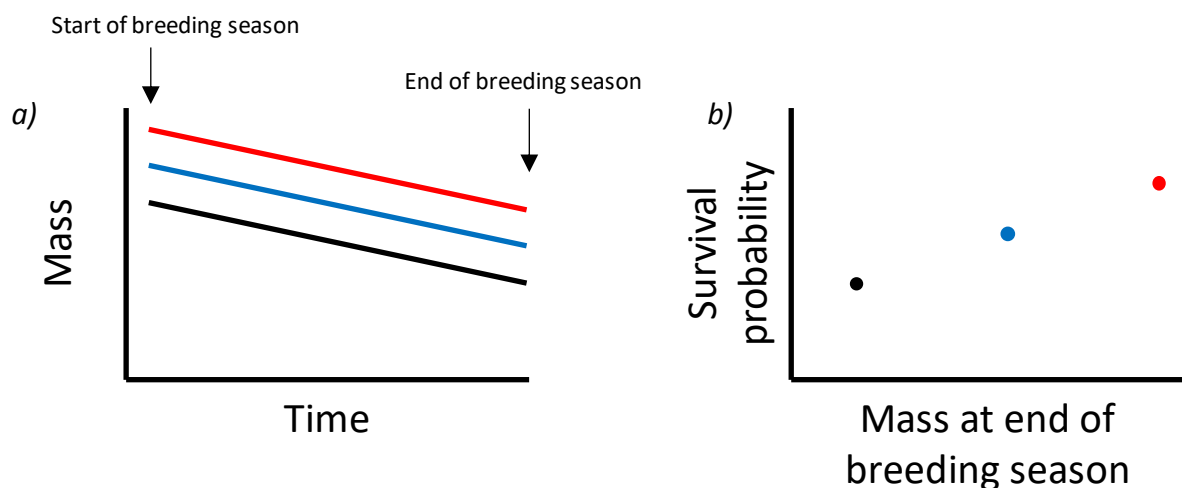 Start of breeding season
End of breeding season
a)
Mass
Time
b)
Survival
probability
Mass at end of
breeding season